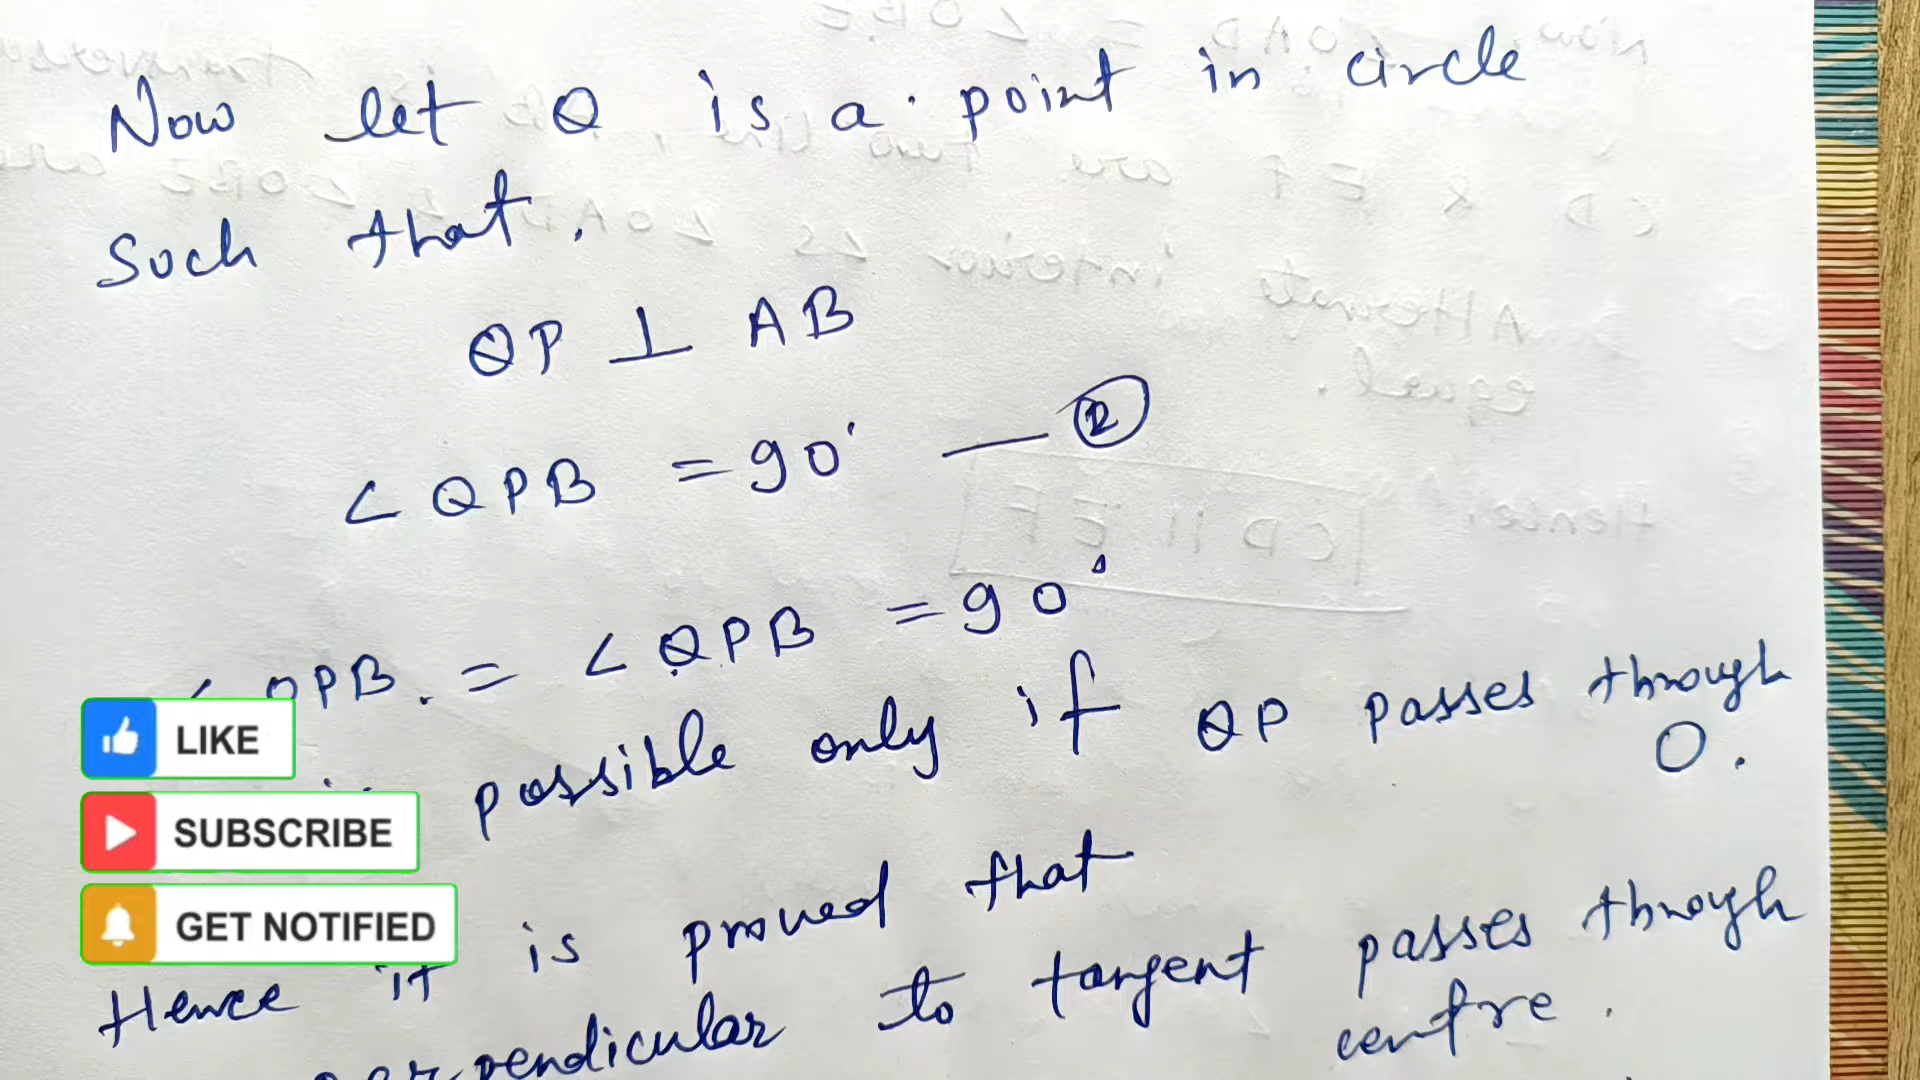 Now let Q is a point in circle
Such that.
QP ⊥ AB
∠QPB = 90° — ②
∠OPB. = ∠QPB = 90°
possible only if QP passes through
O.
Hence it is proved that
perpendicular to tangent passes through
centre.
LIKE
SUBSCRIBE
GET NOTIFIED